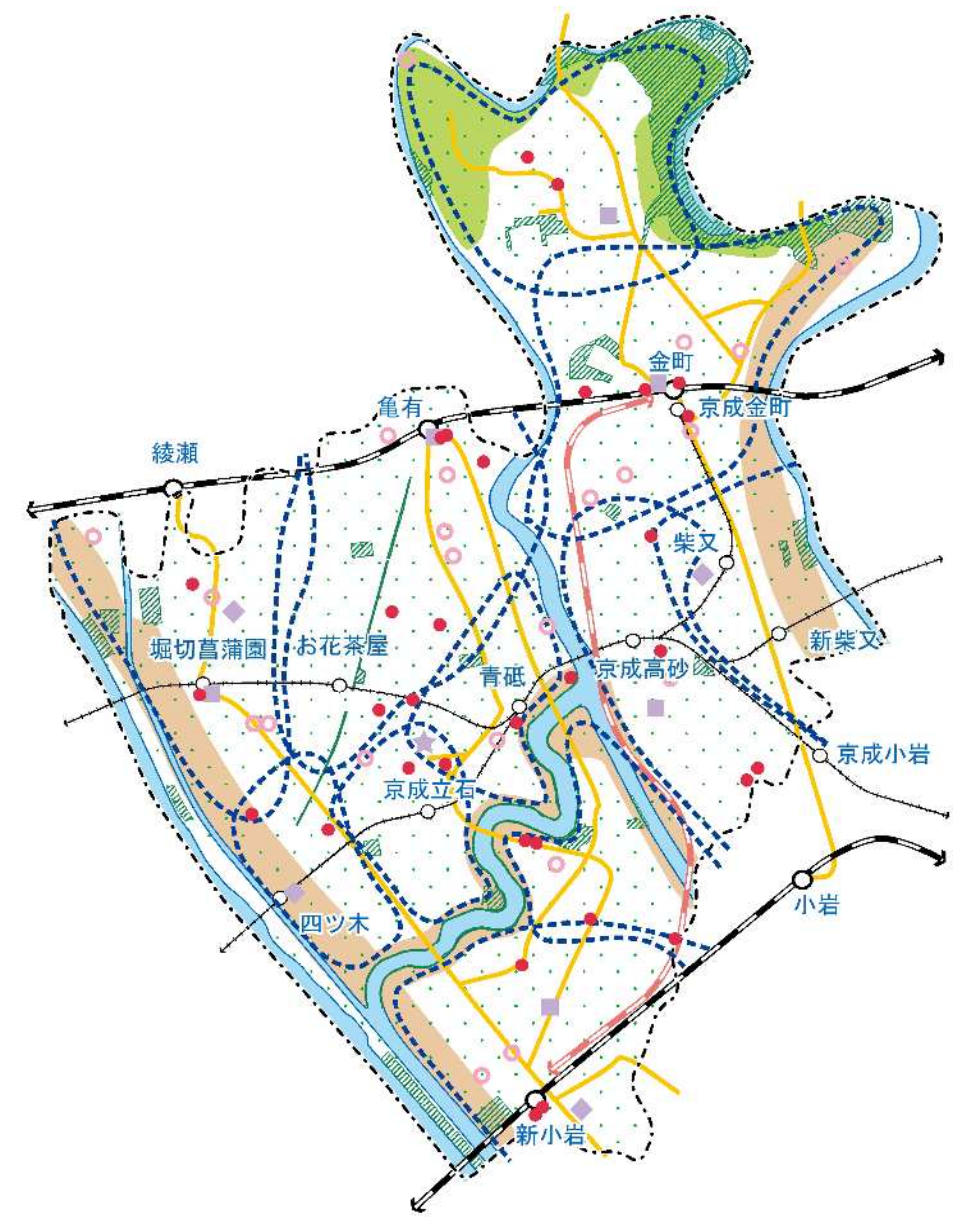 金町
亀有
京成金町
綾瀬
柴又
堀切菖蒲園
お花茶屋
青砥
京成高砂
新柴又
京成立石
京成小岩
小岩
四ツ木
新小岩